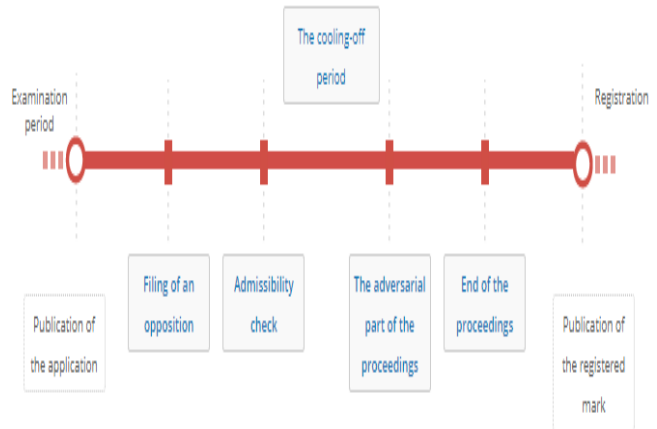 The cooling-off
period
Examination
period
Registration
Filing of an
opposition
Admissibility
check
The adversarial
part of the
proceedings
End of the
proceedings
Publication of
the application
Publication of
the registered
mark